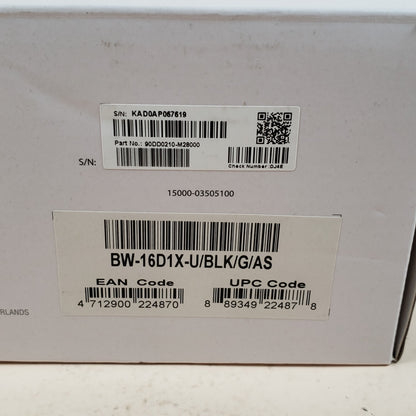 S/N: KAD0AP067619
Part No.: 90DD0210-M28000
S/N:
Check Number :DJ4E
15000-03505100
BW-16D1X-U/BLK/G/AS
EAN Code UPC Code
4 712900 224870 8 89349 22487 8
RLANDS